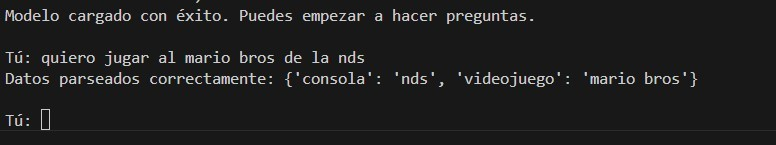 Modelo cargado con éxito. Puedes empezar a hacer preguntas.
Tú: quiero jugar al mario bros de la nds
Datos parseados correctamente: {'consola': 'nds', 'videojuego': 'mario bros'}
Tú: